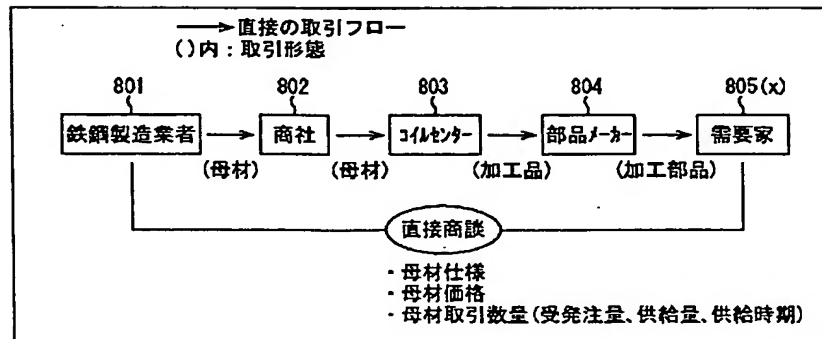 →直接の取引フロー
()内：取引形態
801 802 803 804 805(x)
鉄鋼製造業者 商社 コイルセンター 部品メーカー 需要家
(母材) (母材) (加工品) (加工部品)
直接商談
・母材仕様
・母材価格
・母材取引数量(受発注量、供給量、供給時期)